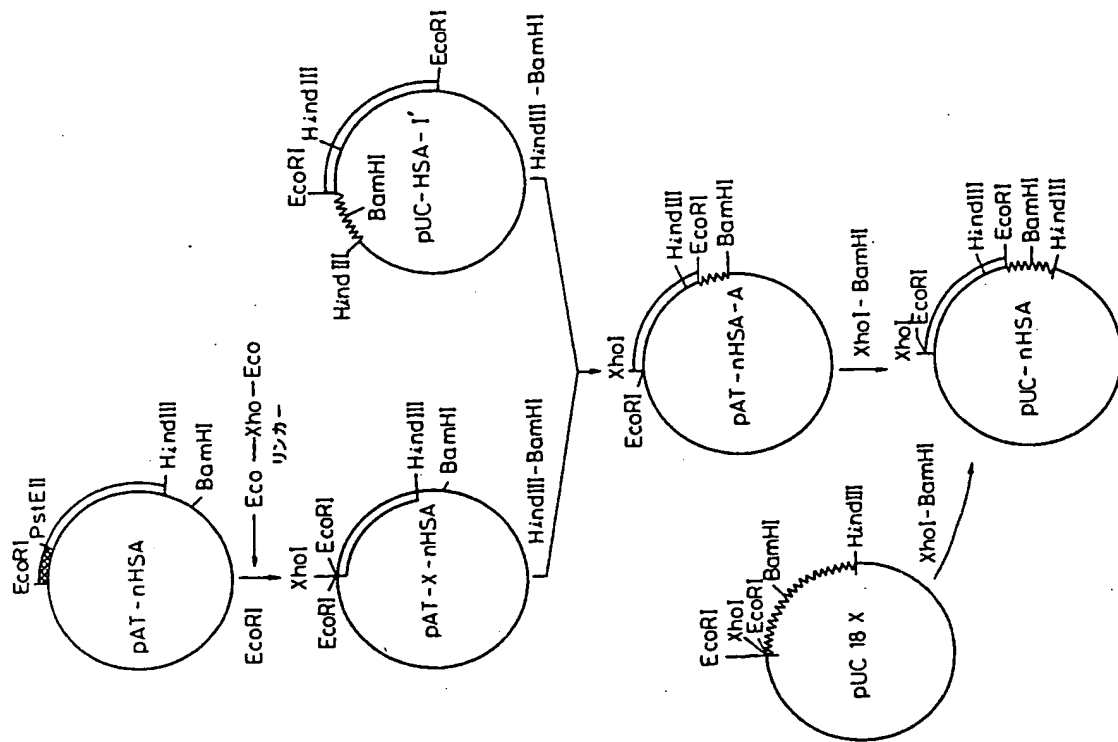 EcoRI
PstEII
HindIII
BamHI
pAT-nHSA
EcoRI
Eco—Xho—Eco
リンカー
XhoI
EcoRI
EcoRI
HindIII
BamHI
pAT-X-nHSA
HindIII-BamHI
EcoRI
HindIII
BamHI
HindIII
EcoRI
pUC-HSA-I'
HindIII-BamHI
XhoI
EcoRI
HindIII
EcoRI
BamHI
pAT-nHSA-A
XhoI-BamHI
EcoRI
XhoI
EcoRI
BamHI
HindIII
pUC 18 X
XhoI-BamHI
XhoI
EcoRI
HindIII
EcoRI
BamHI
HindIII
pUC-nHSA